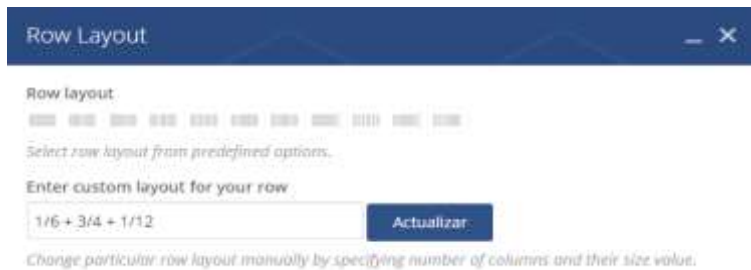 Row Layout
Row layout
Select row layout from predefined options.
Enter custom layout for your row
1/6 + 3/4 + 1/12
Actualizar
Change particular row layout manually by specifying number of columns and their size value.